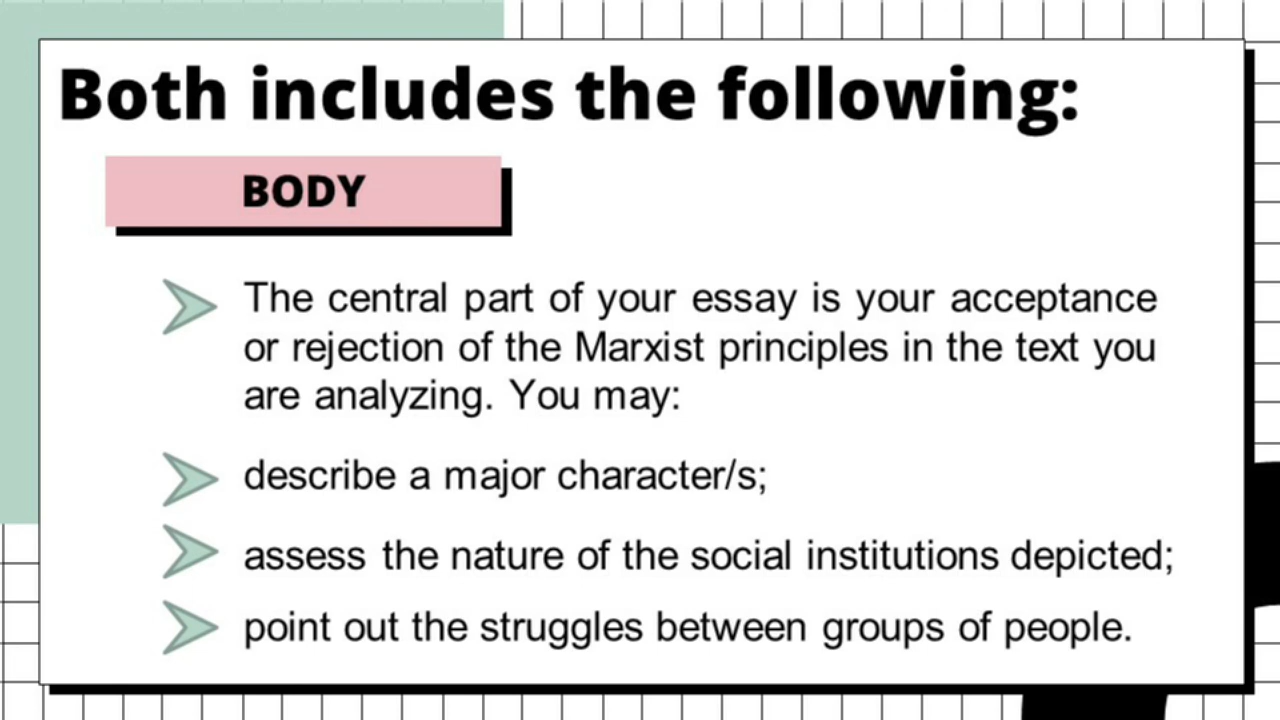 Both includes the following:
BODY
The central part of your essay is your acceptance
or rejection of the Marxist principles in the text you
are analyzing. You may:
describe a major character/s;
assess the nature of the social institutions depicted;
point out the struggles between groups of people.